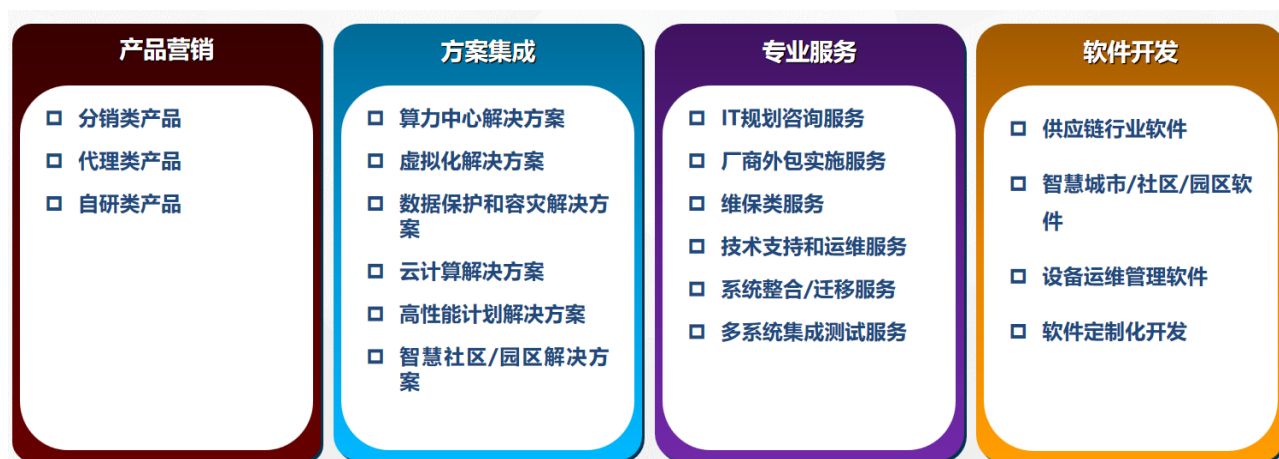 产品营销
分销类产品
代理类产品
自研类产品
方案集成
算力中心解决方案
虚拟化解决方案
数据保护和容灾解决方
案
云计算解决方案
高性能计划解决方案
智慧社区/园区解决方
案
专业服务
IT规划咨询服务
厂商外包实施服务
维保类服务
技术支持和运维服务
系统整合/迁移服务
多系统集成测试服务
软件开发
供应链行业软件
智慧城市/社区/园区软
件
设备运维管理软件
软件定制化开发